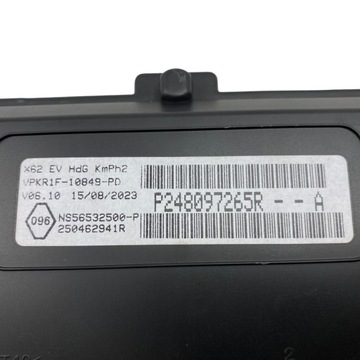 X62 EV HdG KmPh2
VPKR1F-10849-PD
V06.10 15/08/2023
P248097265R -- A
096
NS56532500-P
250462941R